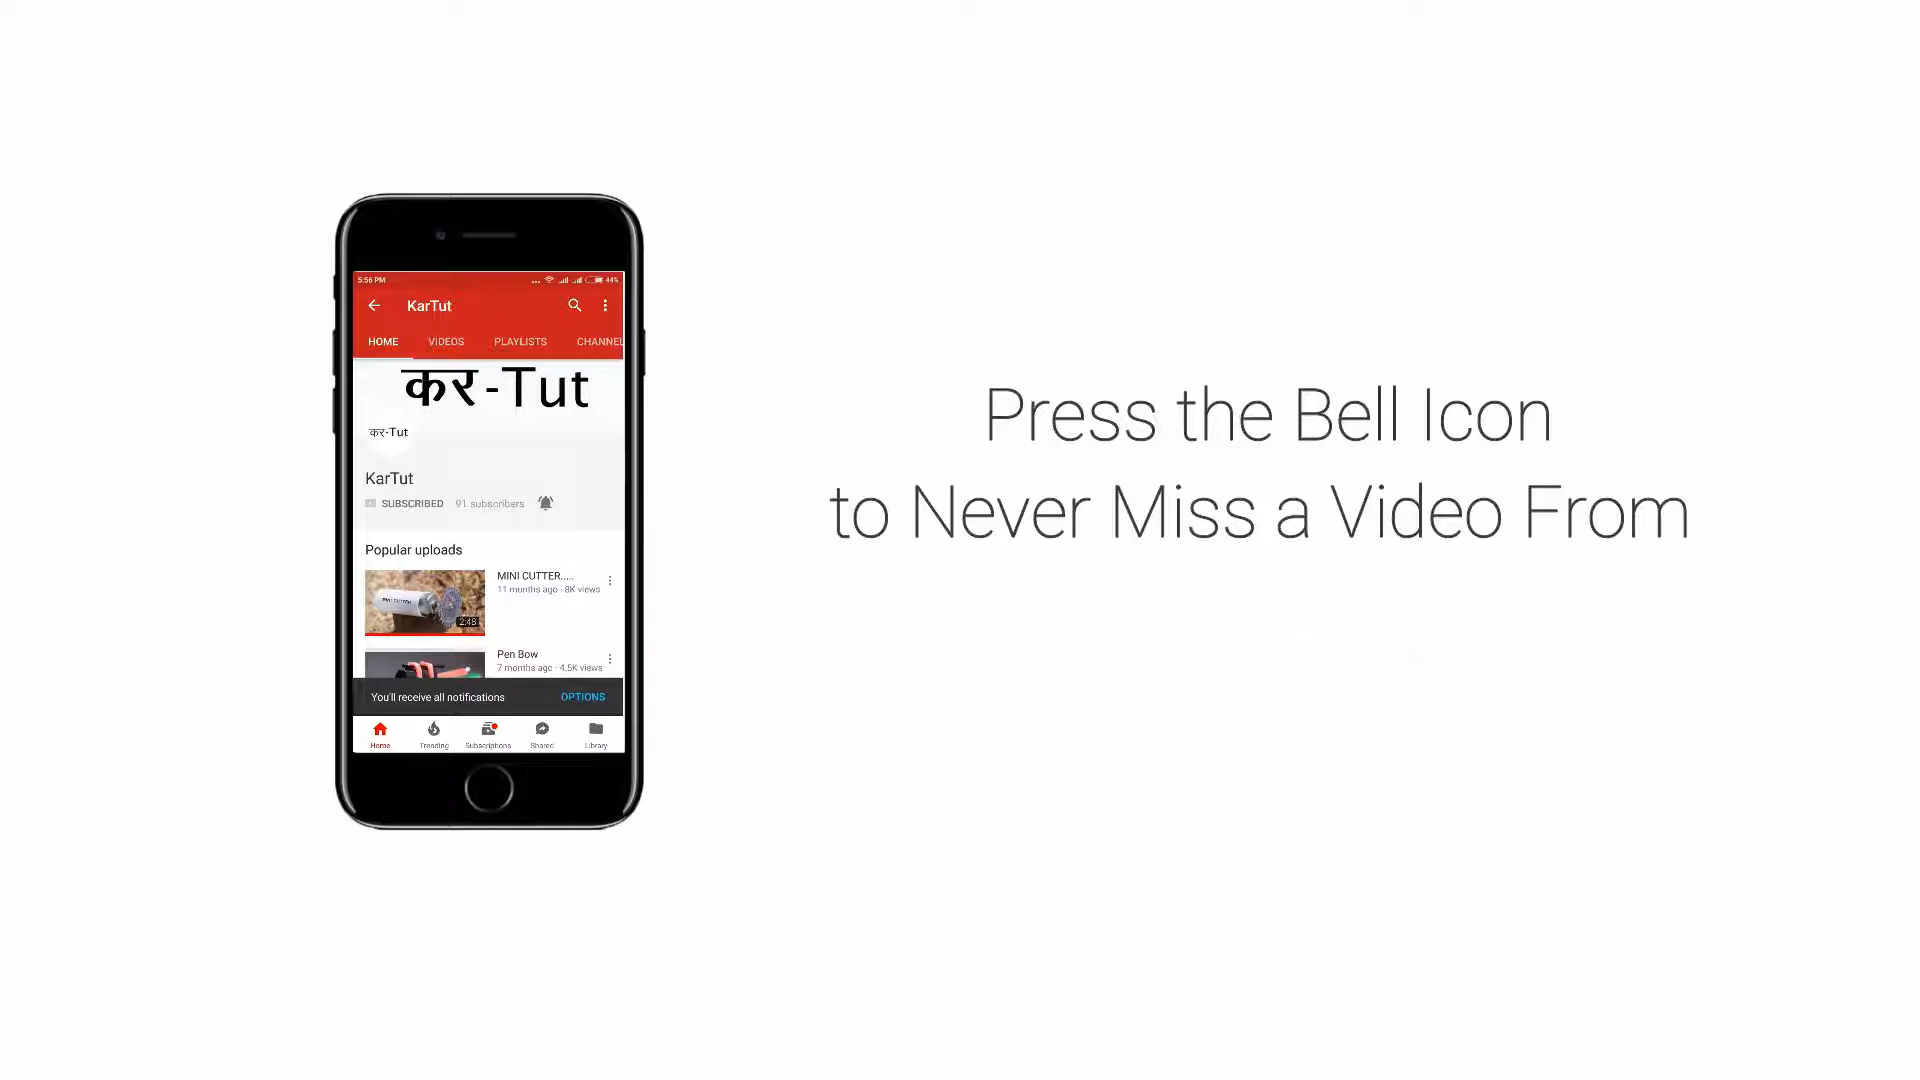 5:56 PM
44%
KarTut
HOME VIDEOS PLAYLISTS CHANNEL
कर-Tut
कर-Tut
KarTut
SUBSCRIBED 91 subscribers
Popular uploads
MINI CUTTER.....
11 months ago · 8K views
MINI CUTTER
2:48
Pen Bow
7 months ago · 4.5K views
You'll receive all notifications OPTIONS
Home Trending Subscriptions Shared Library
Press the Bell Icon
to Never Miss a Video From